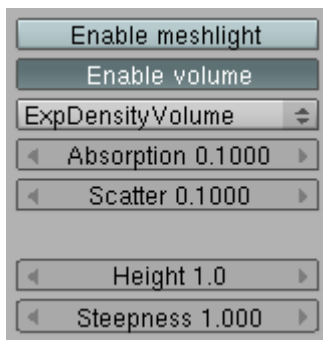 Enable meshlight
Enable volume
ExpDensityVolume
Absorption 0.1000
Scatter 0.1000
Height 1.0
Steepness 1.000